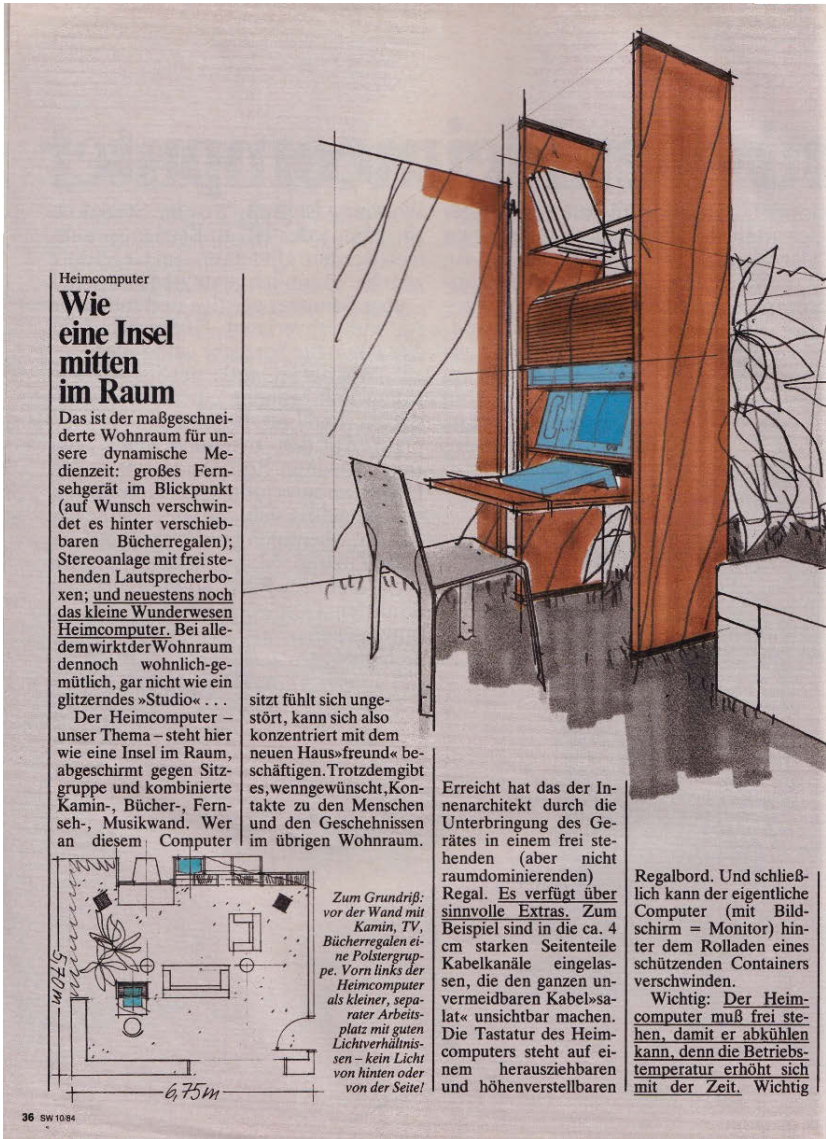 Heimcomputer
Wie
eine Insel
mitten
im Raum
Das ist der maßgeschnei-
derte Wohnraum für un-
sere dynamische Me-
dienzeit: großes Fern-
sehgerät im Blickpunkt
(auf Wunsch verschwin-
det es hinter verschieb-
baren Bücherregalen);
Stereoanlage mit frei ste-
henden Lautsprecherbo-
xen; und neuestens noch
das kleine Wunderwesen
Heimcomputer. Bei alle-
dem wirkt der Wohnraum
dennoch wohnlich-ge-
mütlich, gar nicht wie ein
glitzerndes »Studio« . . .
Der Heimcomputer –
unser Thema – steht hier
wie eine Insel im Raum,
abgeschirmt gegen Sitz-
gruppe und kombinierte
Kamin-, Bücher-, Fern-
seh-, Musikwand. Wer
an diesem Computer
sitzt fühlt sich unge-
stört, kann sich also
konzentriert mit dem
neuen Haus»freund« be-
schäftigen. Trotzdem gibt
es, wenn gewünscht, Kon-
takte zu den Menschen
und den Geschehnissen
im übrigen Wohnraum.
Erreicht hat das der In-
nenarchitekt durch die
Unterbringung des Ge-
rätes in einem frei ste-
henden (aber nicht
raumdominierenden)
Regal. Es verfügt über
sinnvolle Extras. Zum
Beispiel sind in die ca. 4
cm starken Seitenteile
Kabelkanäle eingelas-
sen, die den ganzen un-
vermeidbaren Kabel»sa-
lat« unsichtbar machen.
Die Tastatur des Heim-
computers steht auf ei-
nem herausziehbaren
und höhenverstellbaren
Regalbord. Und schließ-
lich kann der eigentliche
Computer (mit Bild-
schirm = Monitor) hin-
ter dem Rolladen eines
schützenden Containers
verschwinden.
Wichtig: Der Heim-
computer muß frei ste-
hen, damit er abkühlen
kann, denn die Betriebs-
temperatur erhöht sich
mit der Zeit. Wichtig
Zum Grundriß:
vor der Wand mit
Kamin, TV,
Bücherregalen ei-
ne Polstergrup-
pe. Vorn links der
Heimcomputer
als kleiner, sepa-
rater Arbeits-
platz mit guten
Lichtverhältnis-
sen – kein Licht
von hinten oder
von der Seite!
570m
6,75m
36 SW 10/84